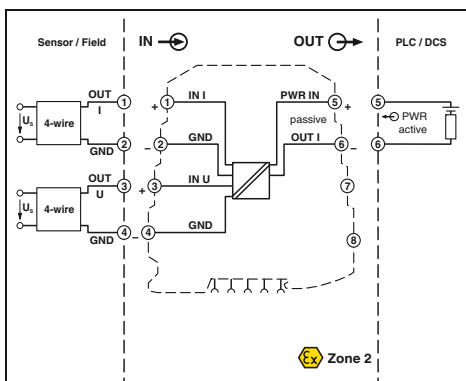 Sensor / Field
IN
OUT
PLC / DCS
OUT
I
1
+
1
IN I
PWR IN
5
+
5
passive
PWR
active
Us
4-wire
GND
2
–
2
GND
OUT I
6
–
6
OUT
U
3
+
3
IN U
7
Us
4-wire
GND
4
–
4
GND
8
Ex
Zone 2